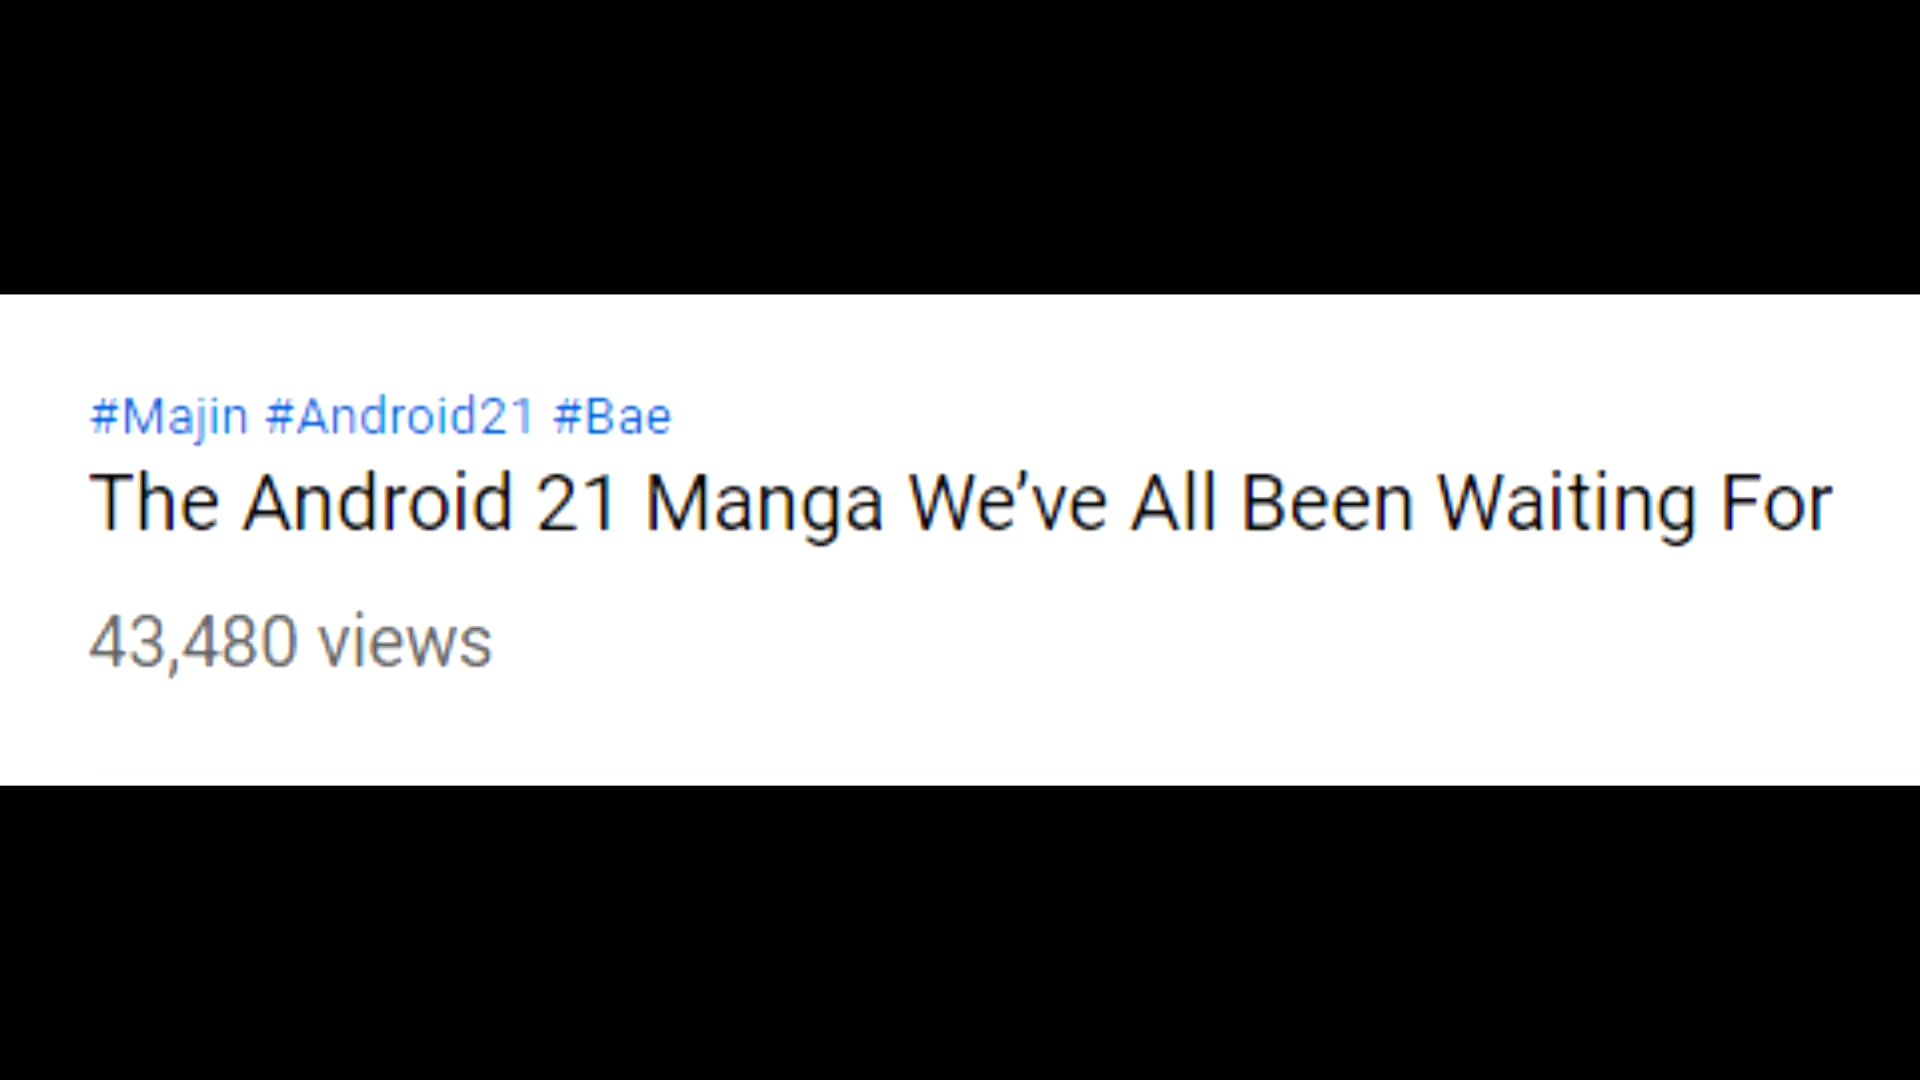 #Majin #Android21 #Bae
The Android 21 Manga We’ve All Been Waiting For
43,480 views